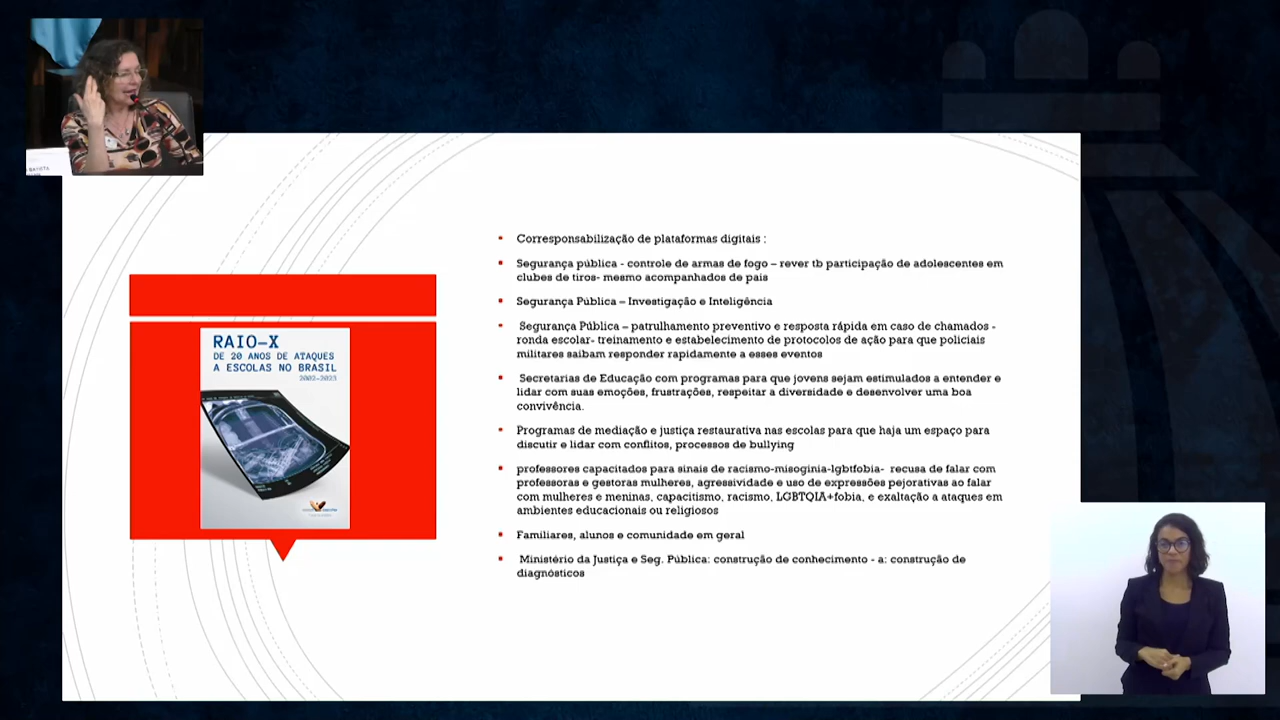 BATISTA
RAIO-X
DE 20 ANOS DE ATAQUES
A ESCOLAS NO BRASIL
2002-2023
Corresponsabilização de plataformas digitais :
Segurança pública - controle de armas de fogo – rever tb participação de adolescentes em
clubes de tiros- mesmo acompanhados de pais
Segurança Pública – Investigação e Inteligência
Segurança Pública – patrulhamento preventivo e resposta rápida em caso de chamados -
ronda escolar- treinamento e estabelecimento de protocolos de ação para que policiais
militares saibam responder rapidamente a esses eventos
Secretarias de Educação com programas para que jovens sejam estimulados a entender e
lidar com suas emoções, frustrações, respeitar a diversidade e desenvolver uma boa
convivência.
Programas de mediação e justiça restaurativa nas escolas para que haja um espaço para
discutir e lidar com conflitos, processos de bullying
professores capacitados para sinais de racismo-misoginia-lgbtfobia- recusa de falar com
professoras e gestoras mulheres, agressividade e uso de expressões pejorativas ao falar
com mulheres e meninas, capacitismo, racismo, LGBTQIA+fobia, e exaltação a ataques em
ambientes educacionais ou religiosos
Familiares, alunos e comunidade em geral
Ministério da Justiça e Seg. Pública: construção de conhecimento - a: construção de
diagnósticos